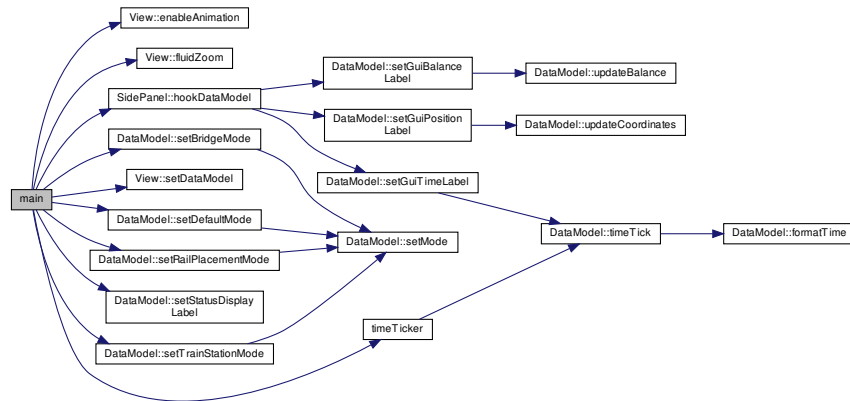 View::enableAnimation
View::fluidZoom
SidePanel::hookDataModel
DataModel::setGuiBalance
Label
DataModel::updateBalance
DataModel::setGuiPosition
Label
DataModel::updateCoordinates
DataModel::setBridgeMode
View::setDataModel
DataModel::setGuiTimeLabel
main
DataModel::setDefaultMode
DataModel::setMode
DataModel::timeTick
DataModel::formatTime
DataModel::setRailPlacementMode
DataModel::setStatusDisplay
Label
timeTicker
DataModel::setTrainStationMode